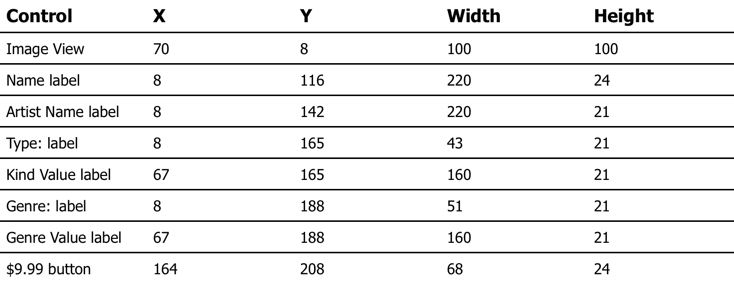 Control X Y Width Height
Image View 70 8 100 100
Name label 8 116 220 24
Artist Name label 8 142 220 21
Type: label 8 165 43 21
Kind Value label 67 165 160 21
Genre: label 8 188 51 21
Genre Value label 67 188 160 21
$9.99 button 164 208 68 24